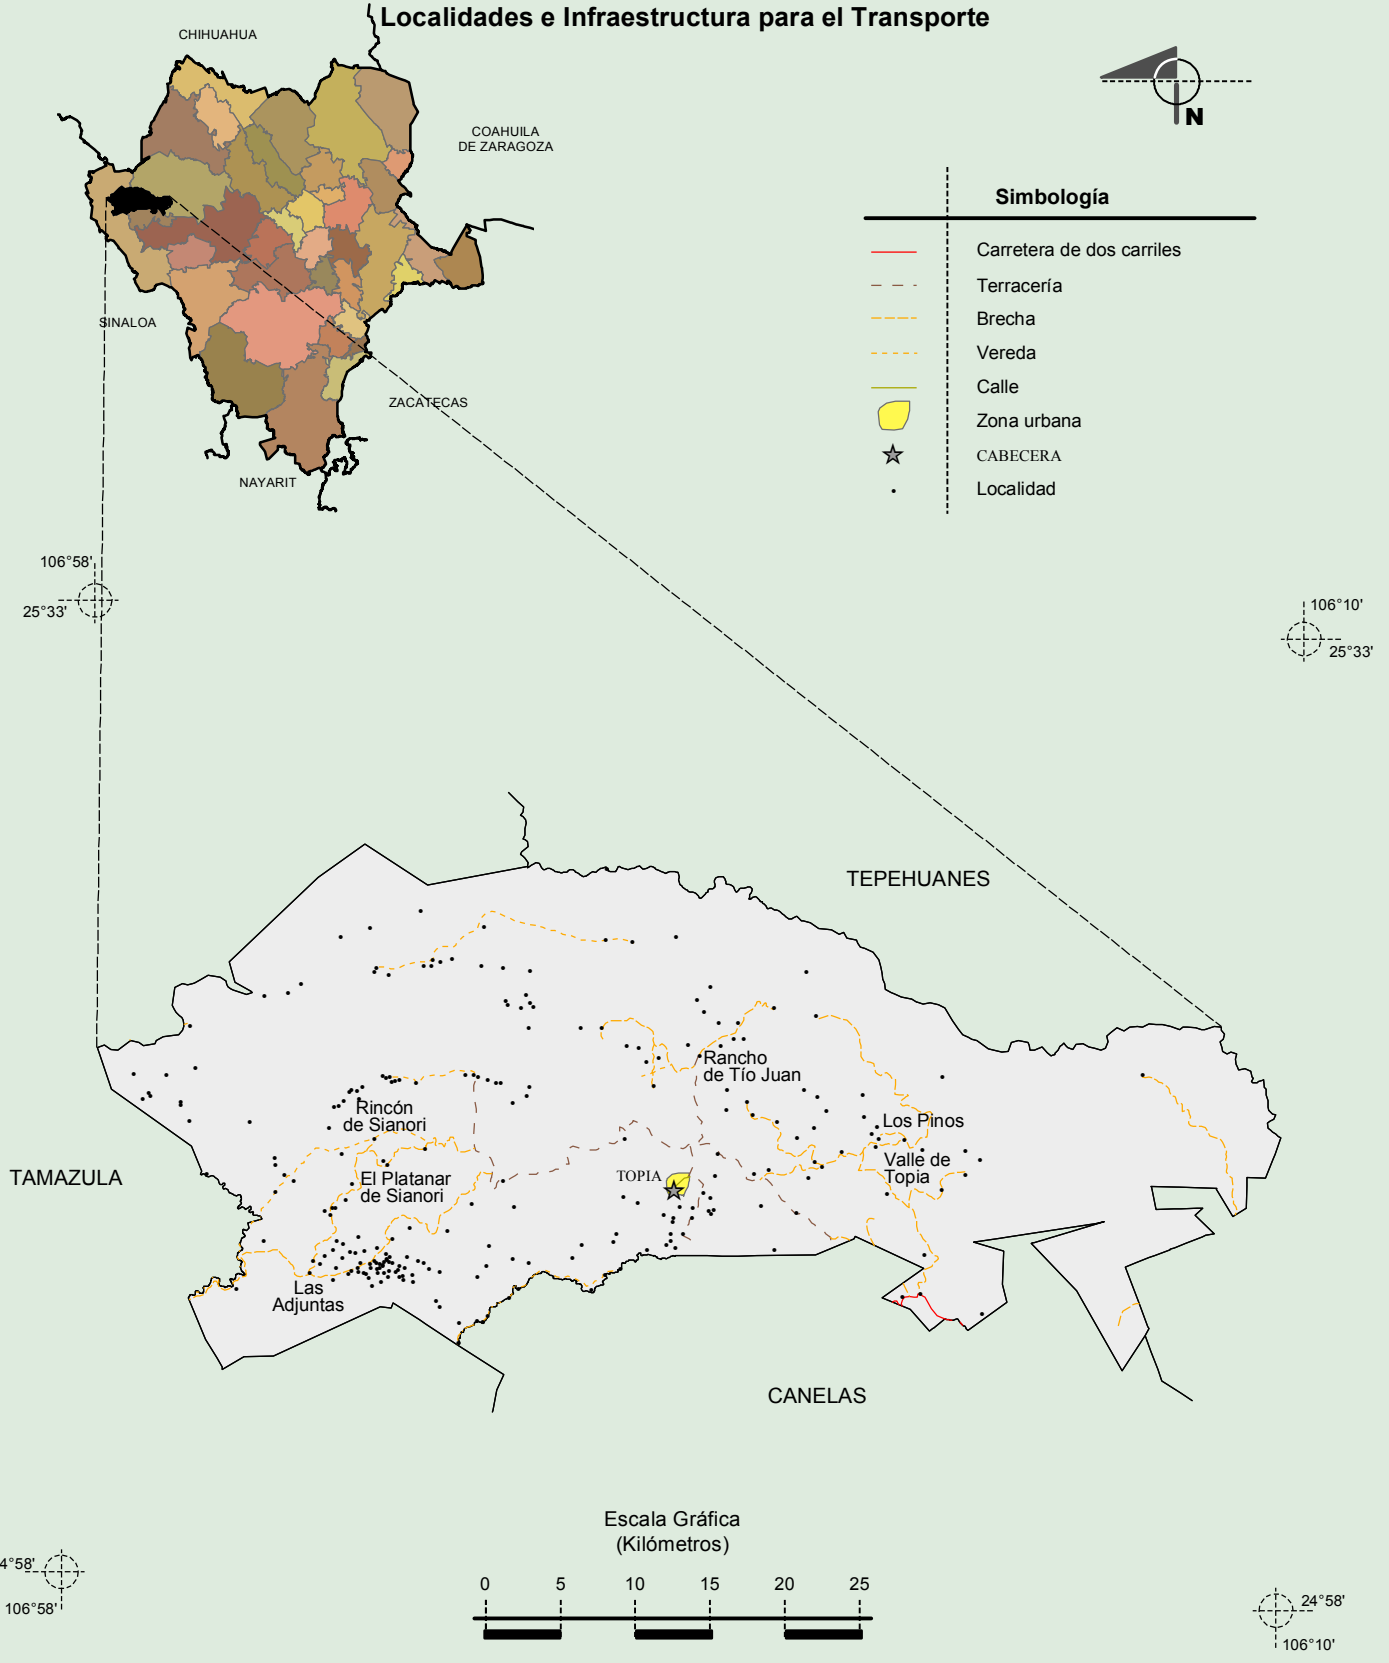 Localidades e Infraestructura para el Transporte
CHIHUAHUA
COAHUILA
DE ZARAGOZA
SINALOA
ZACATECAS
NAYARIT
N
Simbología
Carretera de dos carriles
Terracería
Brecha
Vereda
Calle
Zona urbana
CABECERA
Localidad
106°58'
25°33'
106°10'
25°33'
TEPEHUANES
Rancho
de Tío Juan
Rincón
de Sianori
Los Pinos
TAMAZULA
El Platanar
de Sianori
TOPIA
Valle de
Topia
Las
Adjuntas
CANELAS
Escala Gráfica
(Kilómetros)
0 5 10 15 20 25
4°58'
106°58'
24°58'
106°10'